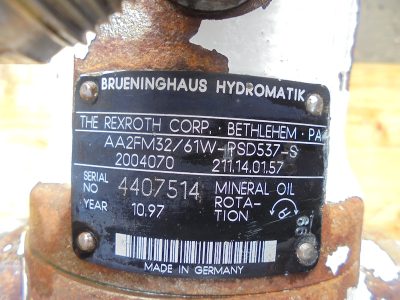 BRUENINGHAUS HYDROMATIK
THE REXROTH CORP. · BETHLEHEM · PA
AA2FM32/61W-PSD537-S
2004070 211.14.01.57
SERIAL NO 4407514 MINERAL OIL
YEAR 10.97 ROTA-TION
MADE IN GERMANY